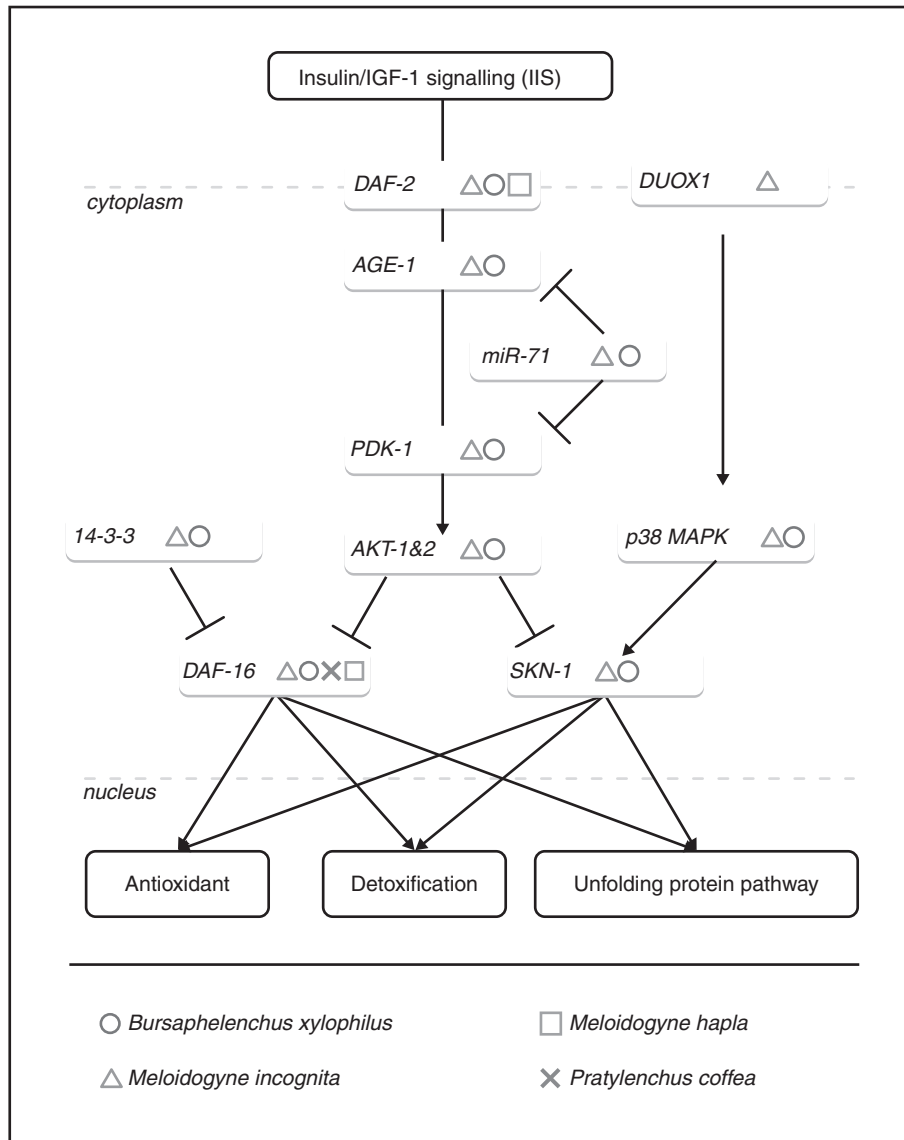 Insulin/IGF-1 signalling (IIS)
DAF-2
DUOX1
cytoplasm
AGE-1
miR-71
PDK-1
14-3-3
AKT-1&2
p38 MAPK
DAF-16
SKN-1
nucleus
Antioxidant
Detoxification
Unfolding protein pathway
Bursaphelenchus xylophilus
Meloidogyne hapla
Meloidogyne incognita
Pratylenchus coffea